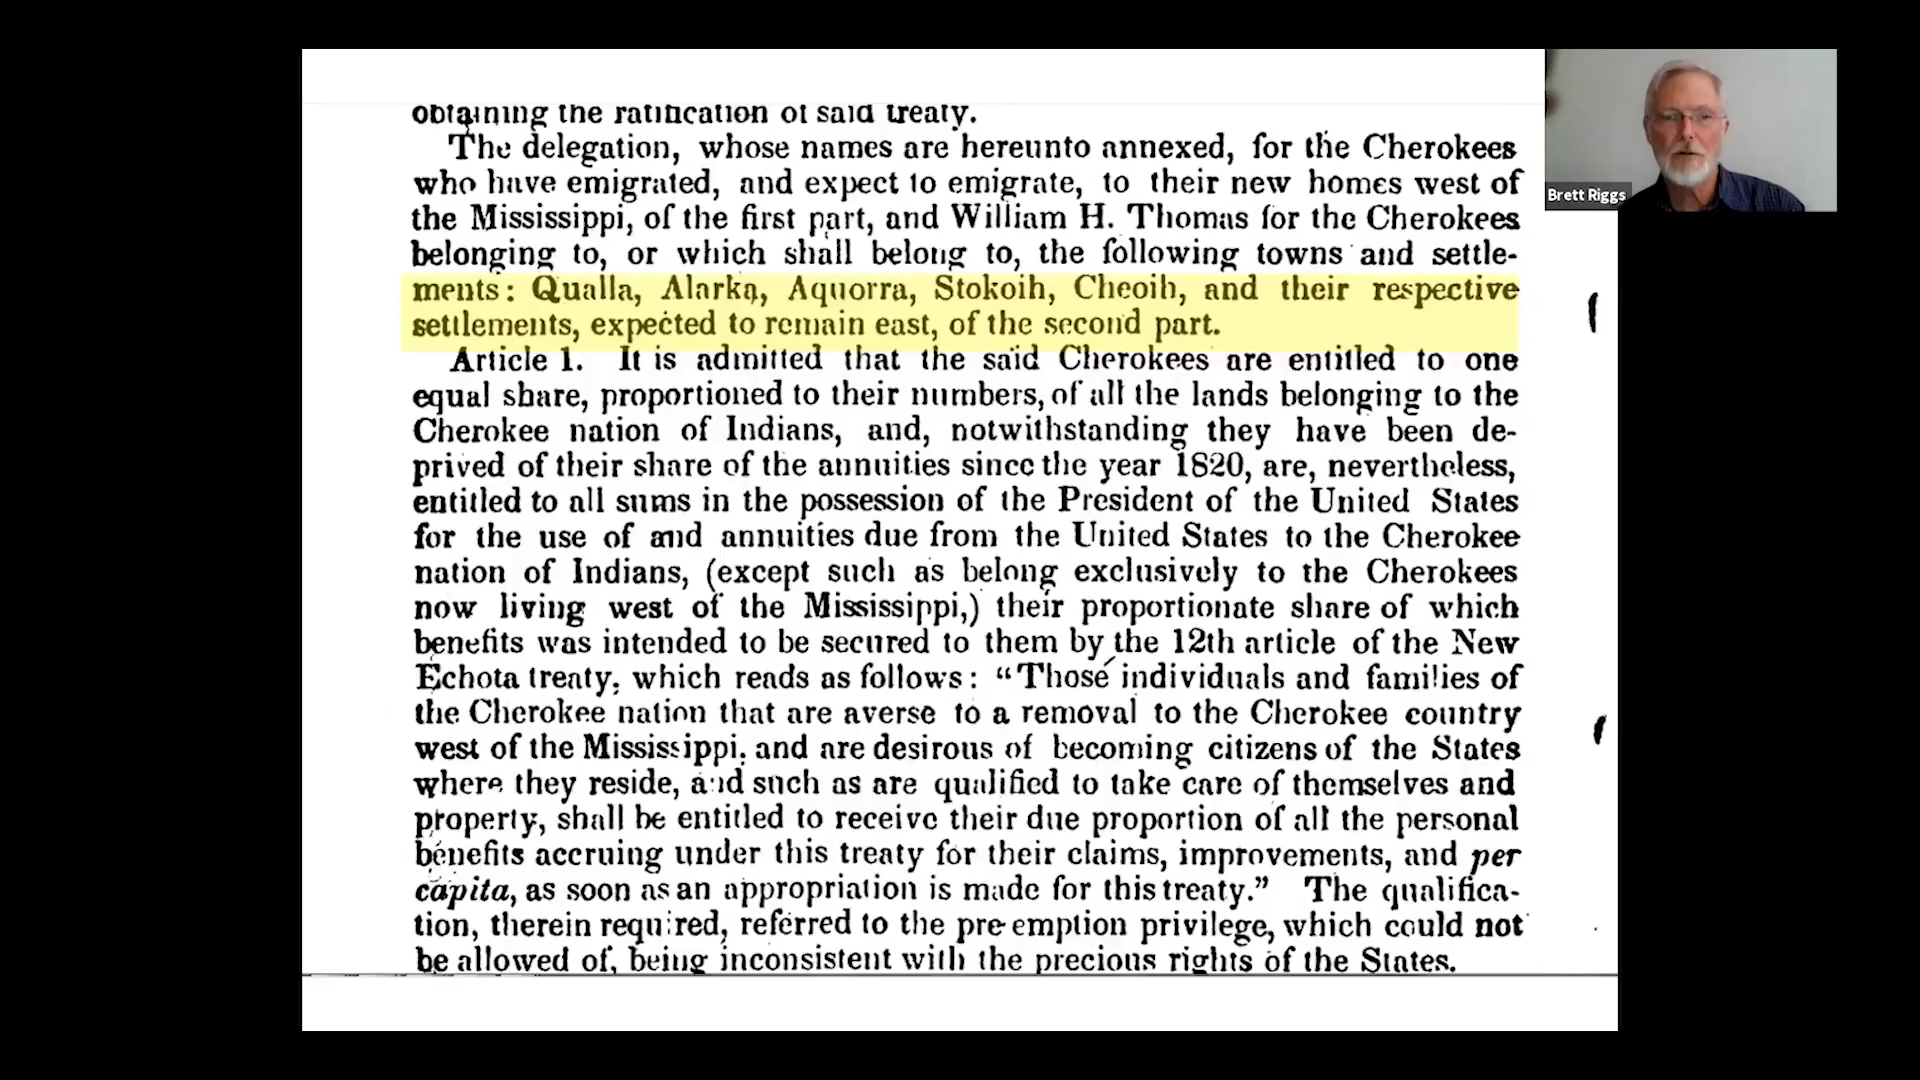 obtaining the ratification of said treaty.
The delegation, whose names are hereunto annexed, for the Cherokees
who have emigrated, and expect to emigrate, to their new homes west of
the Mississippi, of the first part, and William H. Thomas for the Cherokees
belonging to, or which shall belong to, the following towns and settle-
ments: Qualla, Alarka, Aquorra, Stokoih, Cheoih, and their respective
settlements, expected to remain east, of the second part.
Article 1. It is admitted that the said Cherokees are entitled to one
equal share, proportioned to their numbers, of all the lands belonging to the
Cherokee nation of Indians, and, notwithstanding they have been de-
prived of their share of the annuities since the year 1820, are, nevertheless,
entitled to all sums in the possession of the President of the United States
for the use of and annuities due from the United States to the Cherokee
nation of Indians, (except such as belong exclusively to the Cherokees
now living west of the Mississippi,) their proportionate share of which
benefits was intended to be secured to them by the 12th article of the New
Echota treaty, which reads as follows: “Those individuals and families of
the Cherokee nation that are averse to a removal to the Cherokee country
west of the Mississippi, and are desirous of becoming citizens of the States
where they reside, and such as are qualified to take care of themselves and
property, shall be entitled to receive their due proportion of all the personal
benefits accruing under this treaty for their claims, improvements, and per
capita, as soon as an appropriation is made for this treaty.” The qualifica-
tion, therein required, referred to the pre-emption privilege, which could not
be allowed of, being inconsistent with the precious rights of the States.
Brett Riggs